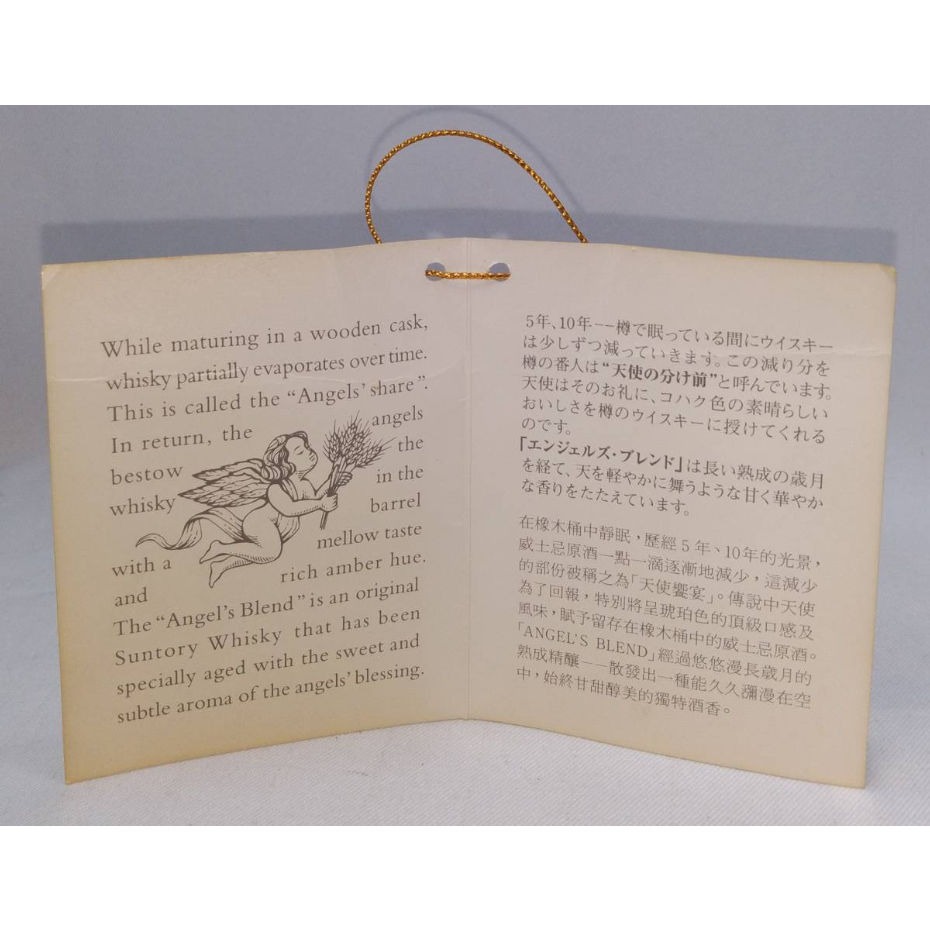 While maturing in a wooden cask,
whisky partially evaporates over time.
This is called the “Angels’ share”.
In return, the angels
bestow the
whisky in the
barrel
with a mellow taste
and rich amber hue.
The “Angel’s Blend” is an original
Suntory Whisky that has been
specially aged with the sweet and
subtle aroma of the angels’ blessing.
5年、10年──樽で眠っている間にウイスキー
は少しずつ減っていきます。この減り分を
樽の番人は“天使の分け前”と呼んでいます。
天使はそのお礼に、コハク色の素晴らしい
おいしさを樽のウイスキーに授けてくれる
のです。
「エンジェルズ・ブレンド」は長い熟成の歳月
を経て、天を軽やかに舞うような甘く華やか
な香りをたたえています。
在橡木桶中靜眠，歷經5年、10年的光景，
威士忌原酒一點一滴逐漸地減少，這減少
的部份被稱之為「天使饗宴」。傳說中天使
為了回報，特別將呈琥珀色的頂級口感及
風味，賦予留存在橡木桶中的威士忌原酒。
「ANGEL'S BLEND」經過悠悠漫長歲月的
熟成精釀──散發出一種能久久瀰漫在空
中，始終甘甜醇美的獨特酒香。